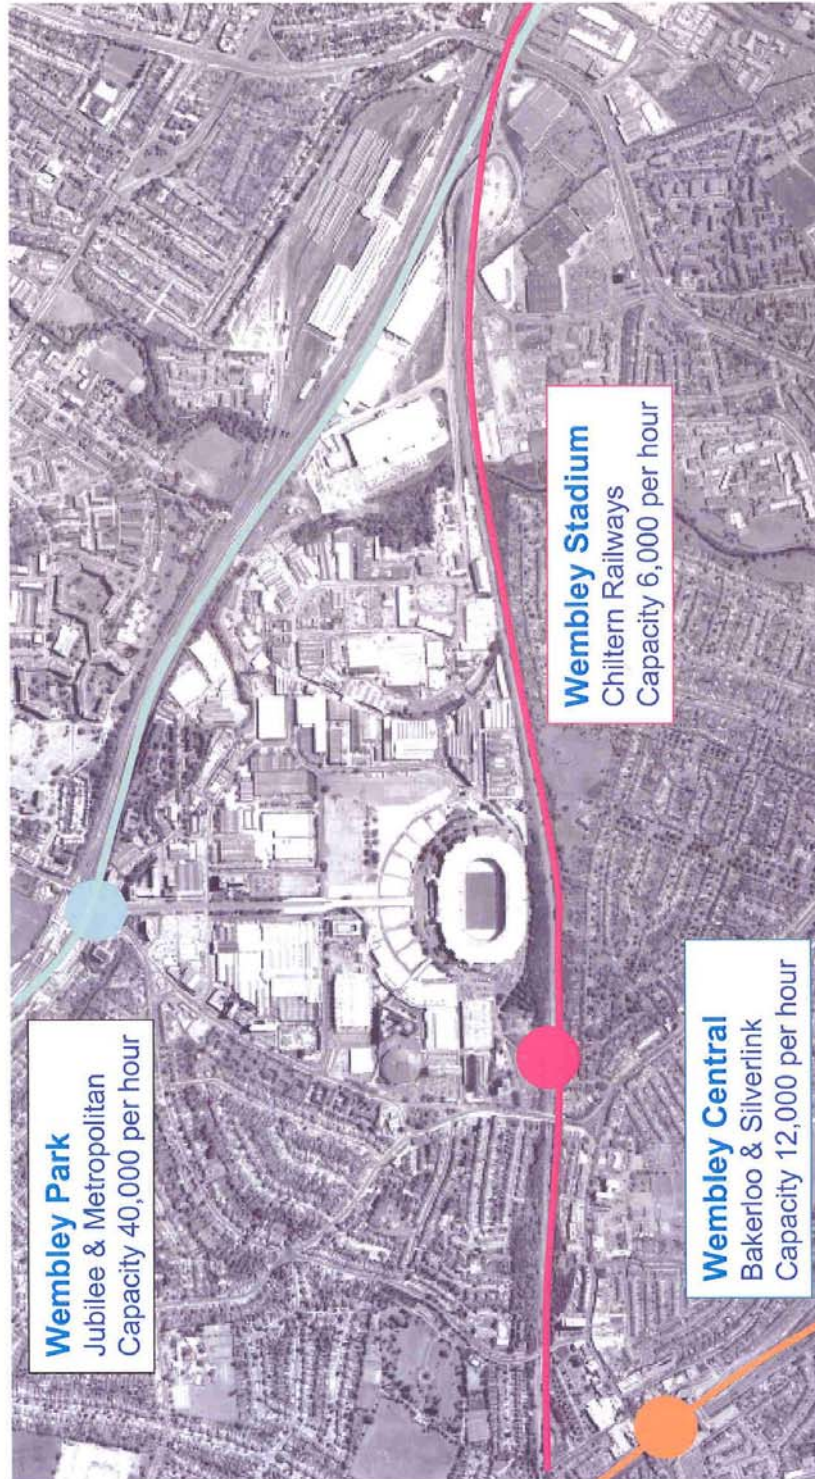 Wembley Park
Jubilee & Metropolitan
Capacity 40,000 per hour
Wembley Stadium
Chiltern Railways
Capacity 6,000 per hour
Wembley Central
Bakerloo & Silverlink
Capacity 12,000 per hour